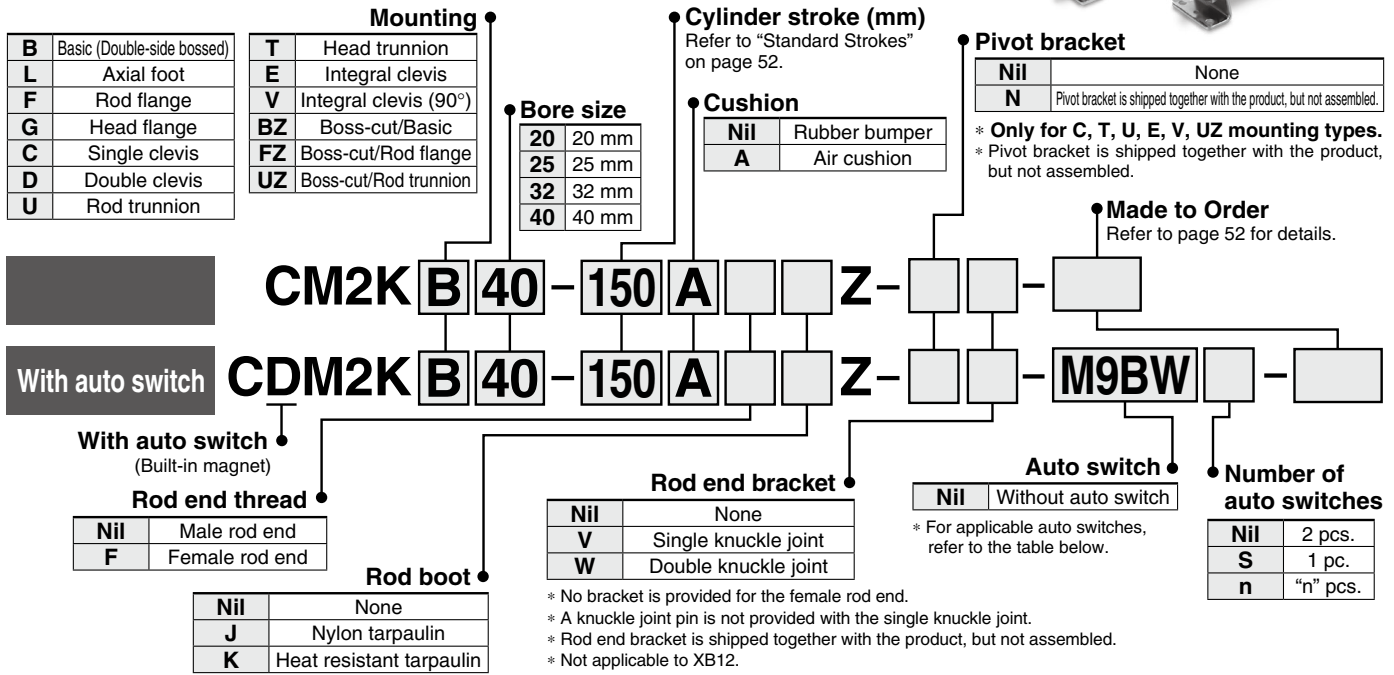 Mounting
B Basic (Double-side bossed)
L Axial foot
F Rod flange
G Head flange
C Single clevis
D Double clevis
U Rod trunnion
T Head trunnion
E Integral clevis
V Integral clevis (90°)
BZ Boss-cut/Basic
FZ Boss-cut/Rod flange
UZ Boss-cut/Rod trunnion
Bore size
20 20 mm
25 25 mm
32 32 mm
40 40 mm
Cylinder stroke (mm)
Refer to “Standard Strokes”
on page 52.
Cushion
Nil Rubber bumper
A Air cushion
Pivot bracket
Nil None
N Pivot bracket is shipped together with the product, but not assembled.
* Only for C, T, U, E, V, UZ mounting types.
* Pivot bracket is shipped together with the product,
but not assembled.
Made to Order
Refer to page 52 for details.
CM2K B 40 – 150 A Z – –
With auto switch CDM2K B 40 – 150 A Z – – M9BW –
With auto switch
(Built-in magnet)
Rod end thread
Nil Male rod end
F Female rod end
Rod boot
Nil None
J Nylon tarpaulin
K Heat resistant tarpaulin
Rod end bracket
Nil None
V Single knuckle joint
W Double knuckle joint
* No bracket is provided for the female rod end.
* A knuckle joint pin is not provided with the single knuckle joint.
* Rod end bracket is shipped together with the product, but not assembled.
* Not applicable to XB12.
Auto switch
Nil Without auto switch
* For applicable auto switches,
refer to the table below.
Number of
auto switches
Nil 2 pcs.
S 1 pc.
n “n” pcs.